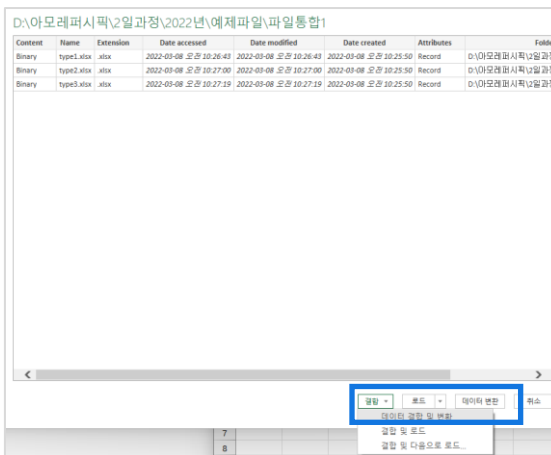 D:\아모레퍼시픽\2일과정\2022년\예제파일\파일통합1
Content Name Extension Date accessed Date modified Date created Attributes Folde
Binary type1.xlsx .xlsx 2022-03-08 오전 10:26:43 2022-03-08 오전 10:26:43 2022-03-08 오전 10:25:50 Record D:\아모레퍼시픽\2일과정
Binary type2.xlsx .xlsx 2022-03-08 오전 10:27:00 2022-03-08 오전 10:27:00 2022-03-08 오전 10:25:50 Record D:\아모레퍼시픽\2일과정
Binary type3.xlsx .xlsx 2022-03-08 오전 10:27:19 2022-03-08 오전 10:27:19 2022-03-08 오전 10:25:50 Record D:\아모레퍼시픽\2일과정
결합 로드 데이터 변환 취소
데이터 결합 및 변환
결합 및 로드
결합 및 다음으로 로드...
7
8